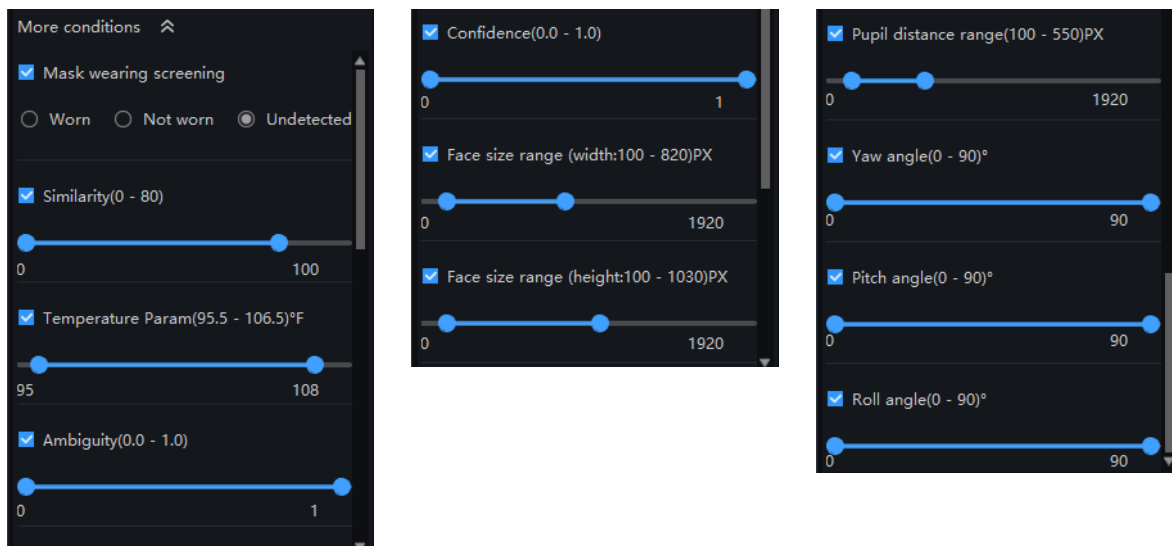 More conditions
Mask wearing screening
Worn Not worn Undetected
Similarity(0 - 80)
0 100
Temperature Param(95.5 - 106.5)°F
95 108
Ambiguity(0.0 - 1.0)
0 1
Confidence(0.0 - 1.0)
0 1
Face size range (width:100 - 820)PX
0 1920
Face size range (height:100 - 1030)PX
0 1920
Pupil distance range(100 - 550)PX
0 1920
Yaw angle(0 - 90)°
0 90
Pitch angle(0 - 90)°
0 90
Roll angle(0 - 90)°
0 90